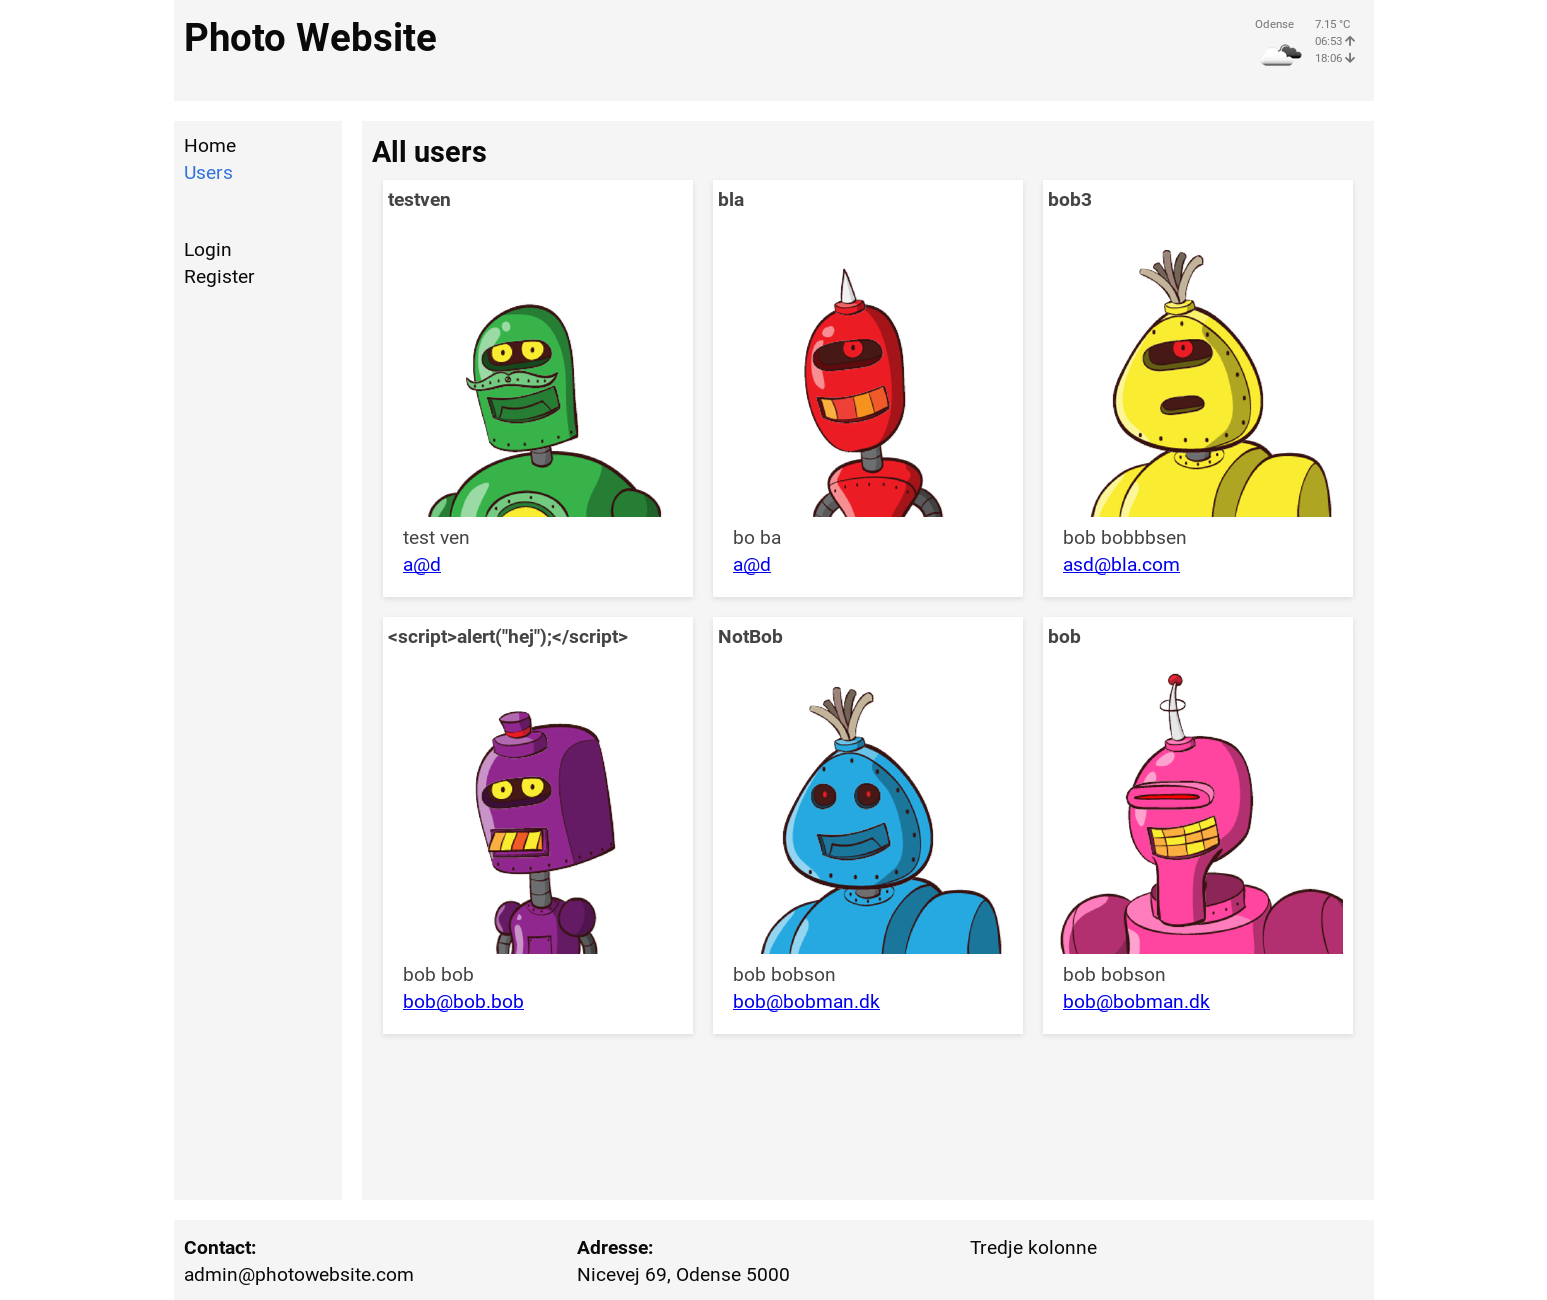 Photo Website
Odense
7.15 °C
06:53
18:06
Home
Users
Login
Register
All users
testven
test ven
a@d
bla
bo ba
a@d
bob3
bob bobbbsen
asd@bla.com
<script>alert("hej");</script>
bob bob
bob@bob.bob
NotBob
bob bobson
bob@bobman.dk
bob
bob bobson
bob@bobman.dk
Contact:
admin@photowebsite.com
Adresse:
Nicevej 69, Odense 5000
Tredje kolonne